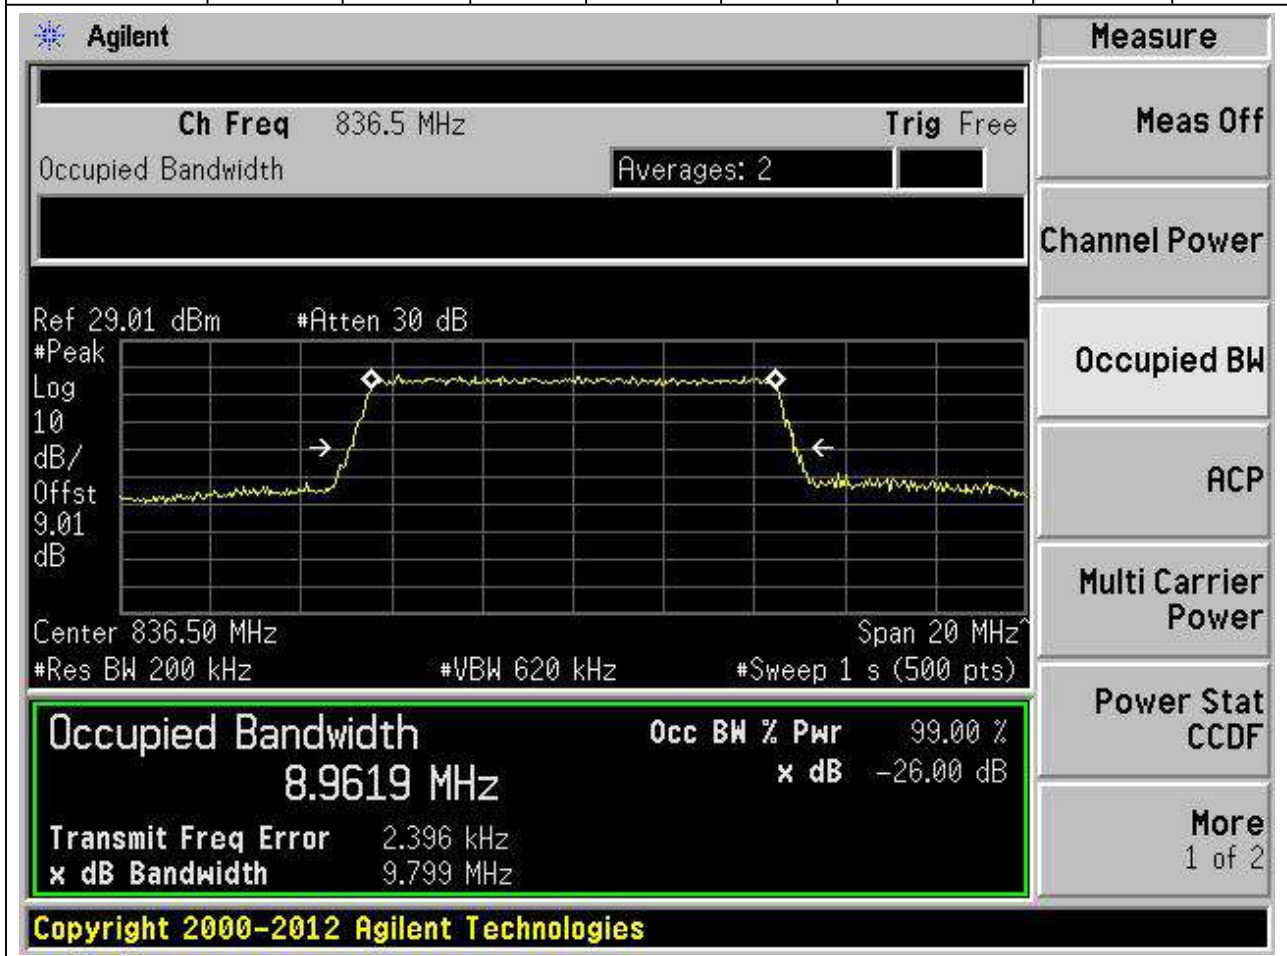 Agilent
Measure
Ch Freq 836.5 MHz Trig Free
Occupied Bandwidth Averages: 2
Meas Off
Channel Power
Occupied BW
ACP
Multi Carrier
Power
Power Stat
CCDF
More
1 of 2
Ref 29.01 dBm #Atten 30 dB
#Peak
Log
10
dB/
Offst
9.01
dB
Center 836.50 MHz Span 20 MHz^
#Res BW 200 kHz #VBW 620 kHz #Sweep 1 s (500 pts)
Occupied Bandwidth Occ BW % Pwr 99.00 %
8.9619 MHz x dB -26.00 dB
Transmit Freq Error 2.396 kHz
x dB Bandwidth 9.799 MHz
Copyright 2000-2012 Agilent Technologies